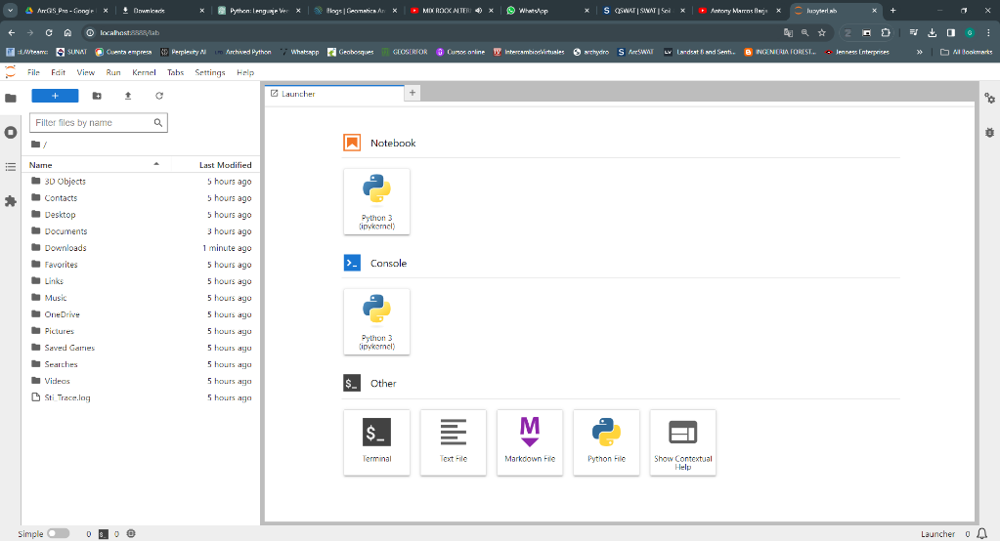 ArcGIS_Pro - Google
Downloads
Python: Lenguaje Ver
Blogs | Geomatica A
MIX ROCK ALTER
WhatsApp
QSWAT | SWAT | Soil
Antony Marcos Barja
JupyterLab
localhost:8888/lab
SUNAT
Cuenta empresa
Perplexity AI
Archived Python
Whatsapp
Geobosques
GEOSERFOR
Cursos online
IntercambiosVirtuales
archydro
ArcSWAT
Landsat 8 and Senti...
INGENIERIA FOREST...
Jenness Enterprises
»
All Bookmarks
File Edit View Run Kernel Tabs Settings Help
Launcher
Filter files by name
/
Name Last Modified
3D Objects 5 hours ago
Contacts 5 hours ago
Desktop 5 hours ago
Documents 3 hours ago
Downloads 1 minute ago
Favorites 5 hours ago
Links 5 hours ago
Music 5 hours ago
OneDrive 5 hours ago
Pictures 5 hours ago
Saved Games 5 hours ago
Searches 5 hours ago
Videos 5 hours ago
Sti_Trace.log 5 hours ago
Notebook
Python 3
(ipykernel)
Console
Python 3
(ipykernel)
$_ Other
$_
Terminal
Text File
M
Markdown File
Python File
Show Contextual
Help
Simple 0 $_ 0
Launcher 0